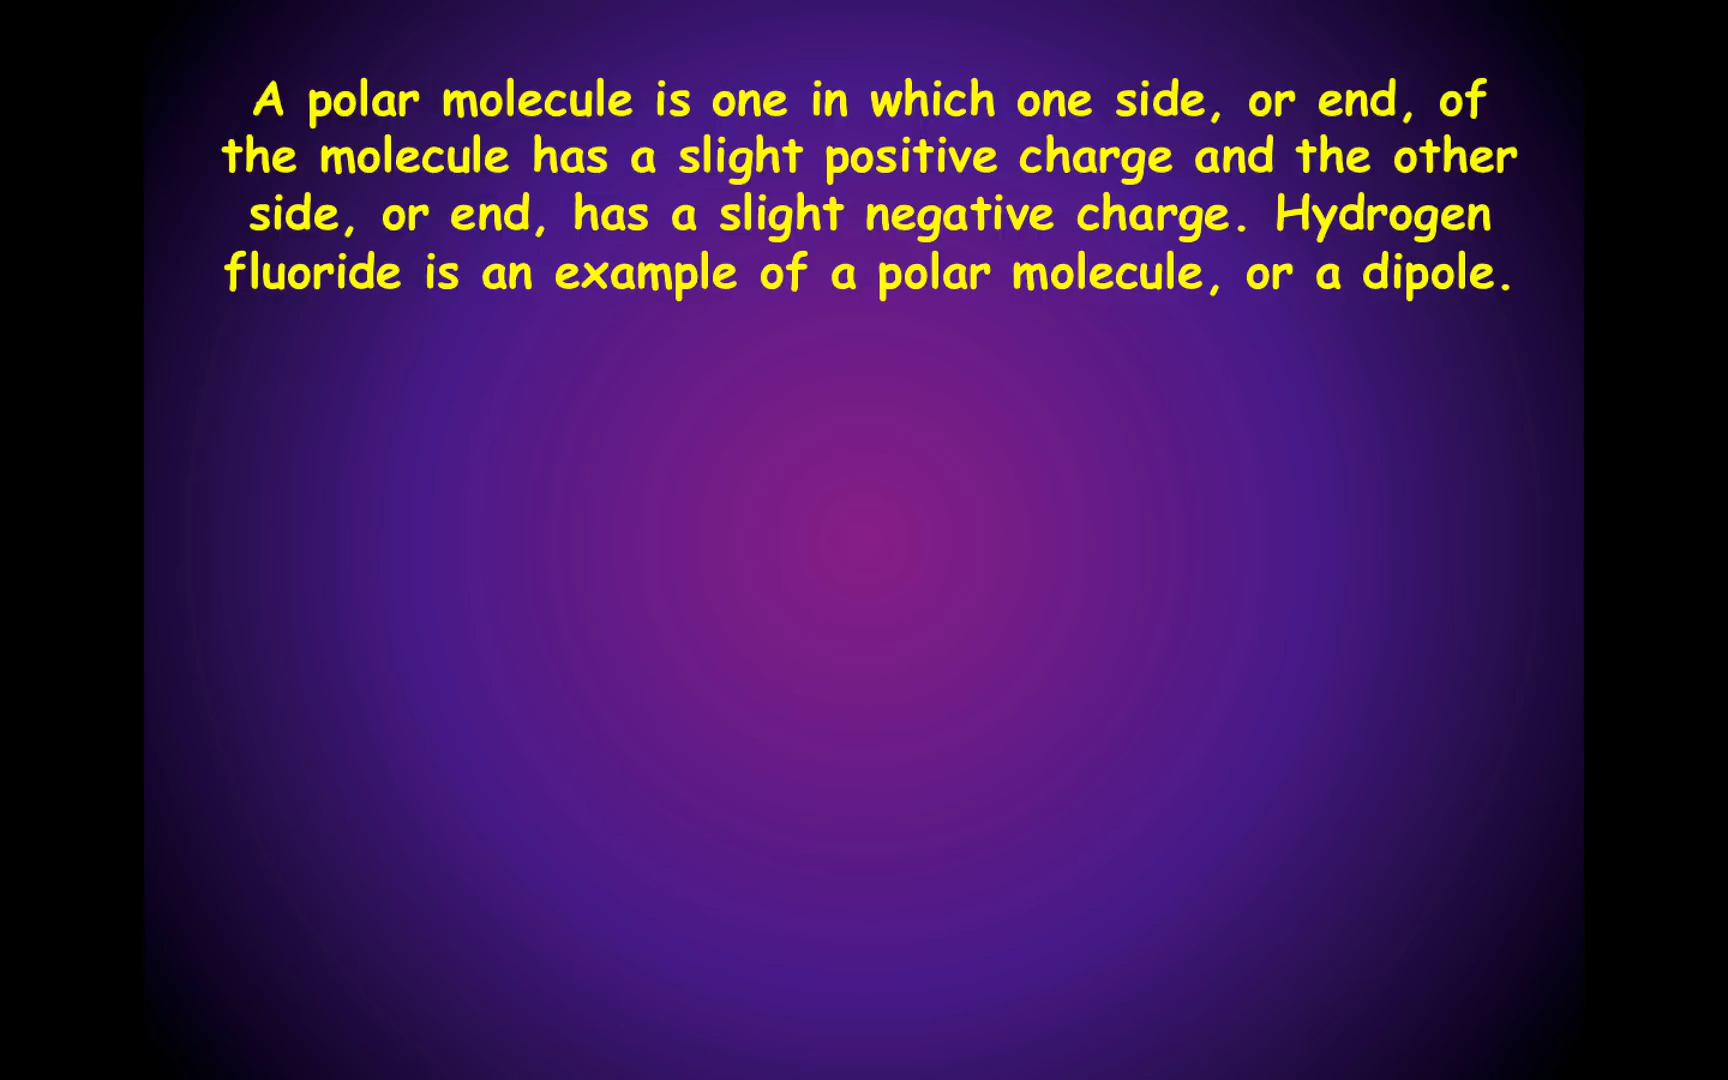 A polar molecule is one in which one side, or end, of
the molecule has a slight positive charge and the other
side, or end, has a slight negative charge. Hydrogen
fluoride is an example of a polar molecule, or a dipole.